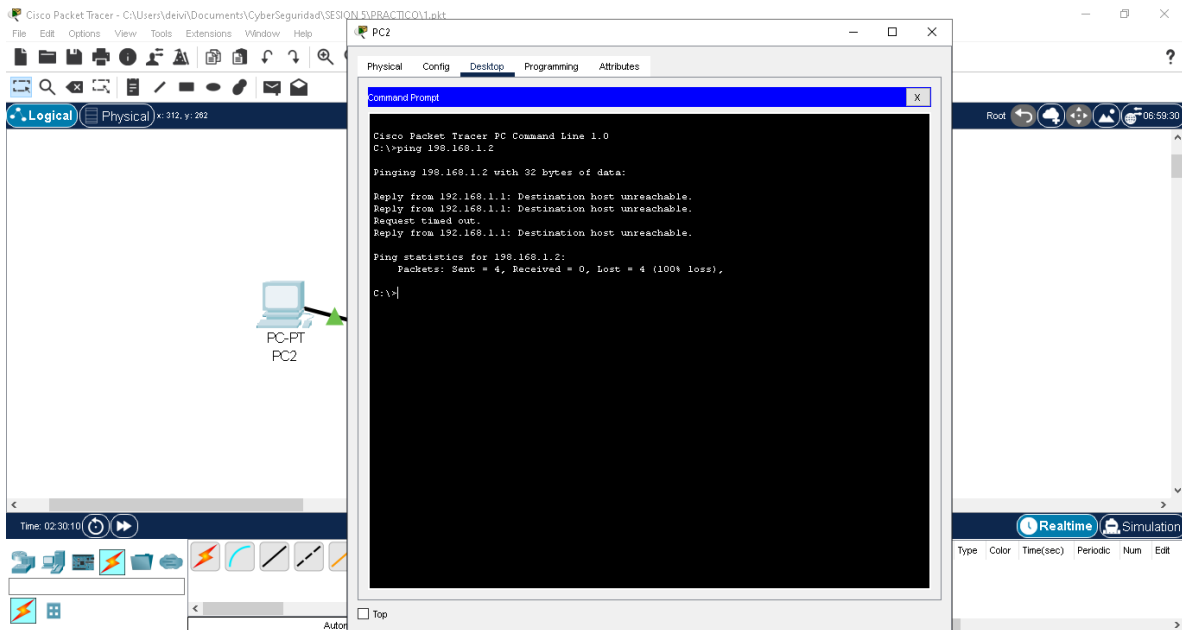 Cisco Packet Tracer - C:\Users\deivi\Documents\CyberSeguridad\SESION 5\PRACTICO\1.pkt
File Edit Options View Tools Extensions Window Help
?
Logical Physical x: 312, y: 262
Root 06:59:30
PC2
Physical Config Desktop Programming Attributes
Command Prompt X
Cisco Packet Tracer PC Command Line 1.0
C:\>ping 198.168.1.2
Pinging 198.168.1.2 with 32 bytes of data:
Reply from 192.168.1.1: Destination host unreachable.
Reply from 192.168.1.1: Destination host unreachable.
Request timed out.
Reply from 192.168.1.1: Destination host unreachable.
Ping statistics for 198.168.1.2:
Packets: Sent = 4, Received = 0, Lost = 4 (100% loss),
C:\>
PC-PT
PC2
Time: 02:30:10
Realtime Simulation
Type Color Time(sec) Periodic Num Edit
Top